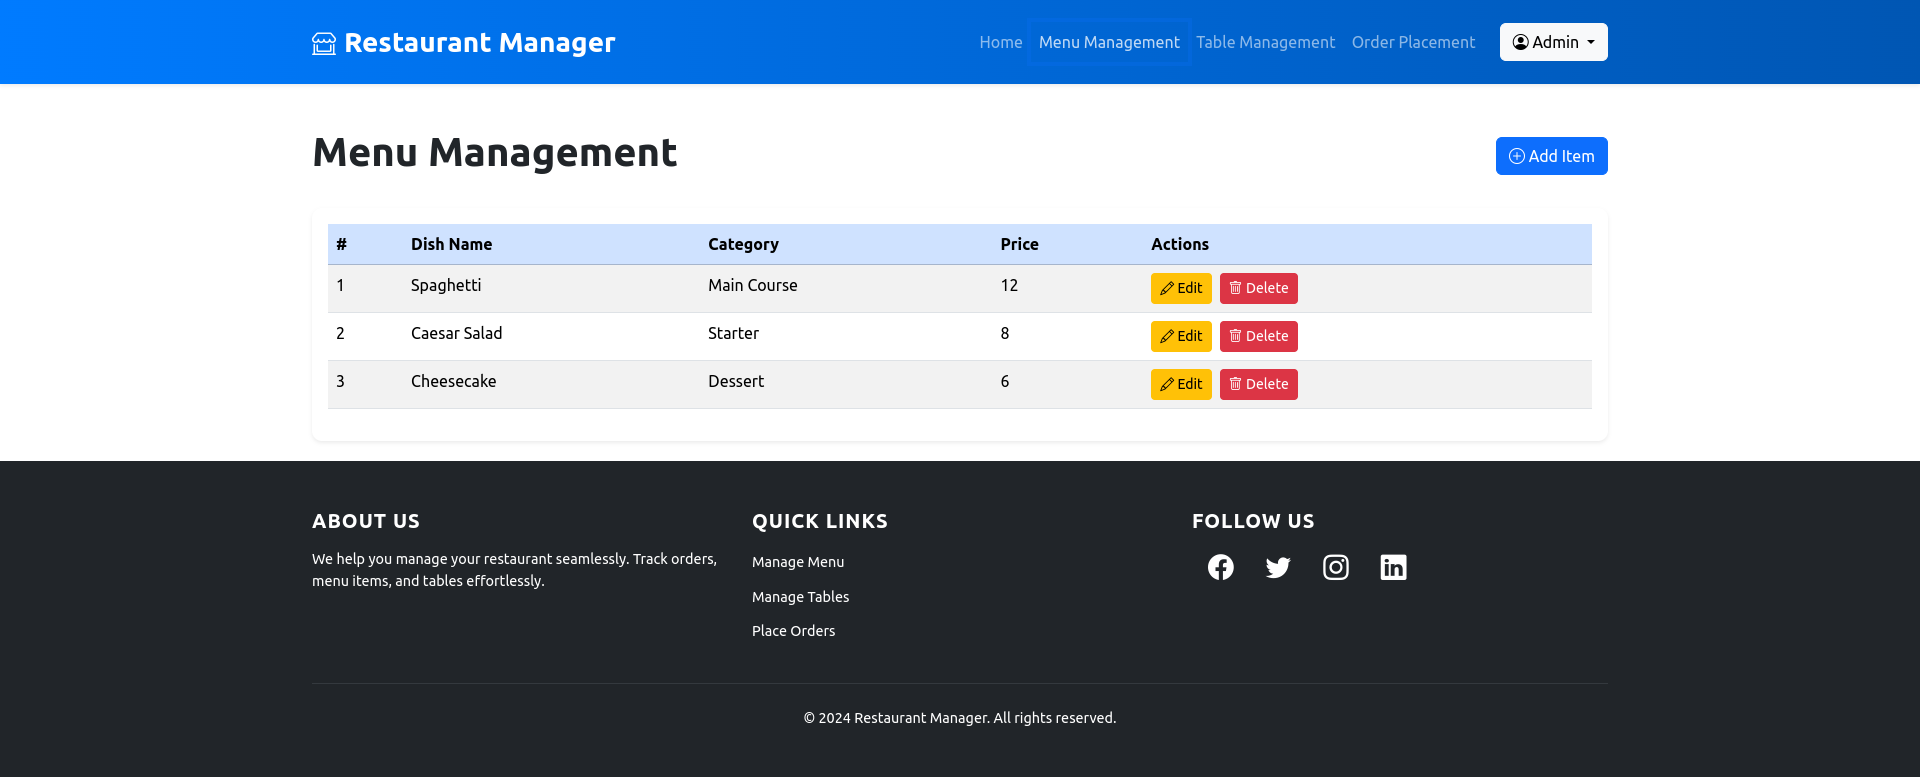 Restaurant Manager
Home Menu Management Table Management Order Placement Admin
Menu Management
Add Item
# Dish Name Category Price Actions
1 Spaghetti Main Course 12 Edit Delete
2 Caesar Salad Starter 8 Edit Delete
3 Cheesecake Dessert 6 Edit Delete
ABOUT US
We help you manage your restaurant seamlessly. Track orders,
menu items, and tables effortlessly.
QUICK LINKS
Manage Menu
Manage Tables
Place Orders
FOLLOW US
© 2024 Restaurant Manager. All rights reserved.